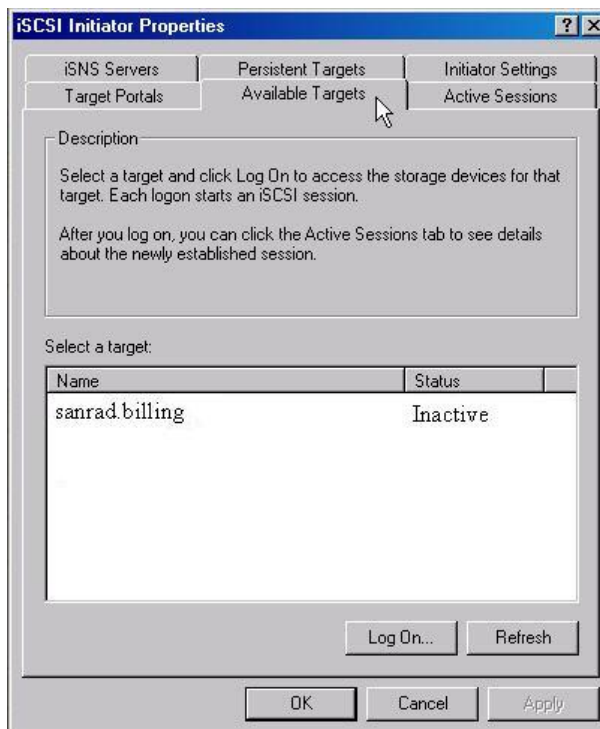 iSCSI Initiator Properties
iSNS Servers Persistent Targets Initiator Settings
Target Portals Available Targets Active Sessions
Description
Select a target and click Log On to access the storage devices for that
target. Each logon starts an iSCSI session.
After you log on, you can click the Active Sessions tab to see details
about the newly established session.
Select a target:
Name Status
sanrad.billing Inactive
Log On... Refresh
OK Cancel Apply